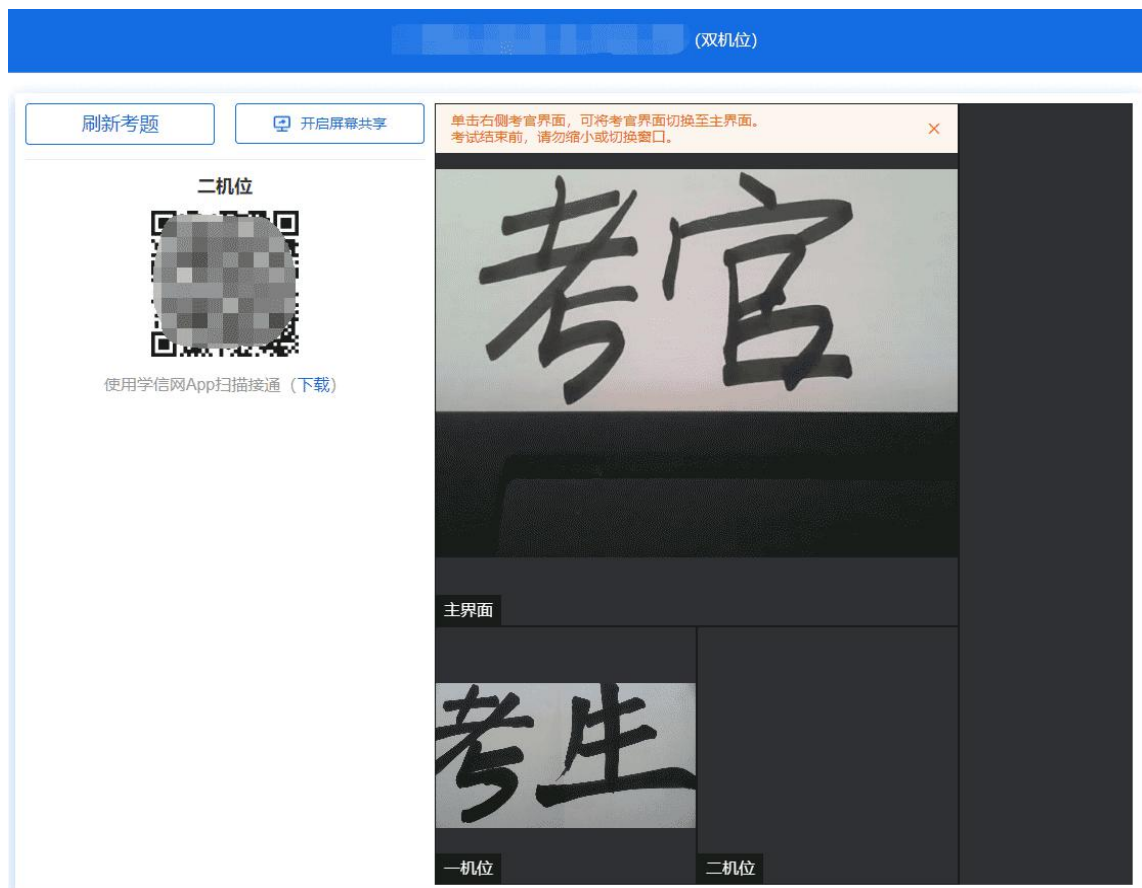 (双机位)
刷新考题
开启屏幕共享
二机位
使用学信网App扫描接通（下载）
单击右侧考官界面，可将考官界面切换至主界面。
考试结束前，请勿缩小或切换窗口。
考官
主界面
考生
一机位
二机位